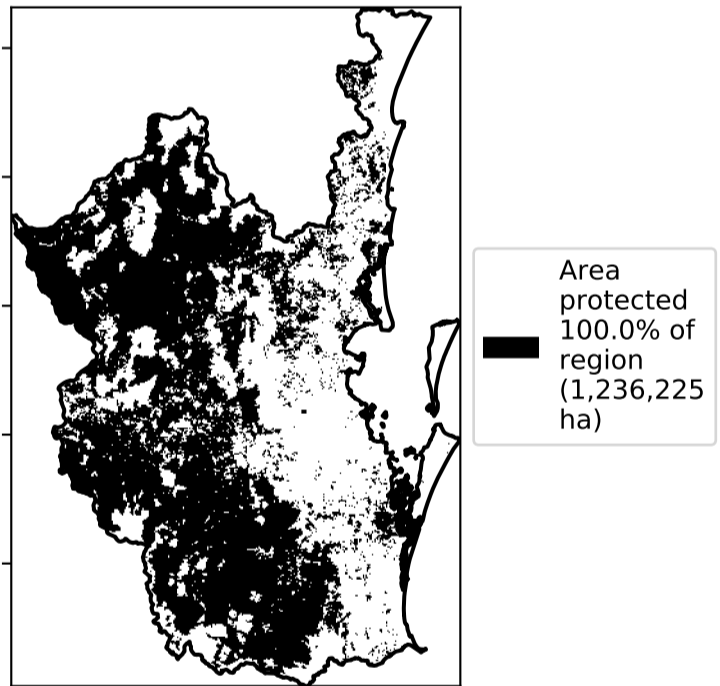 Area
protected
100.0% of
region
(1,236,225
ha)